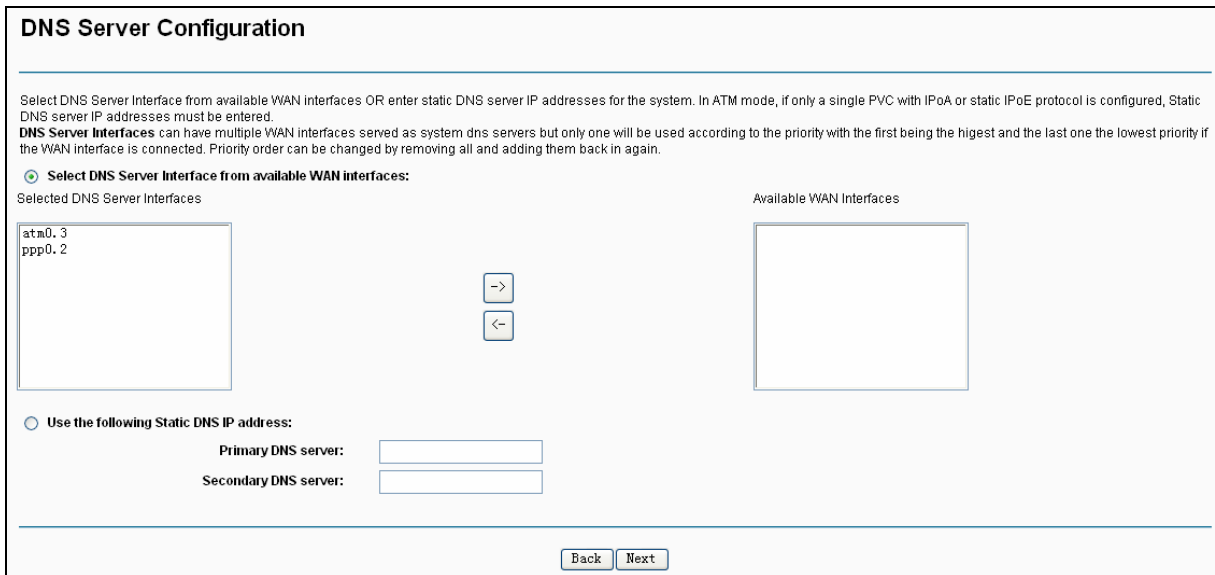 DNS Server Configuration
Select DNS Server Interface from available WAN interfaces OR enter static DNS server IP addresses for the system. In ATM mode, if only a single PVC with IPoA or static IPoE protocol is configured, Static
DNS server IP addresses must be entered.
DNS Server Interfaces can have multiple WAN interfaces served as system dns servers but only one will be used according to the priority with the first being the higest and the last one the lowest priority if
the WAN interface is connected. Priority order can be changed by removing all and adding them back in again.
Select DNS Server Interface from available WAN interfaces:
Selected DNS Server Interfaces
Available WAN Interfaces
atm0.3
ppp0.2
->
<-
Use the following Static DNS IP address:
Primary DNS server:
Secondary DNS server:
Back Next